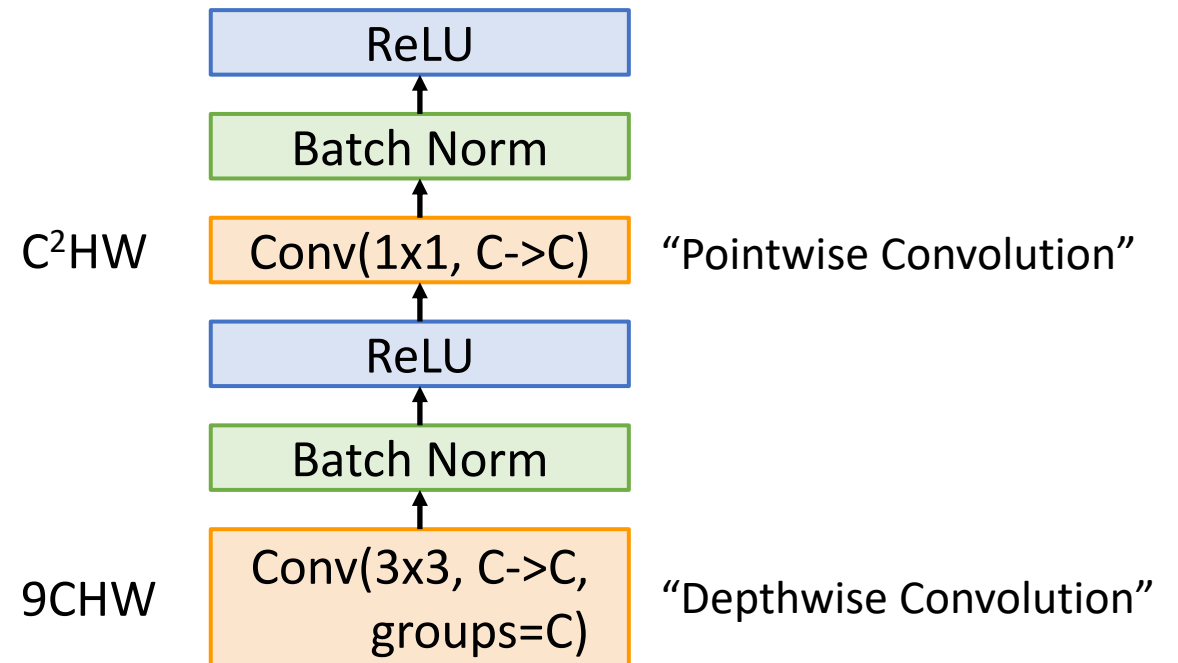 ReLU
Batch Norm
C²HW
Conv(1x1, C->C)
“Pointwise Convolution”
ReLU
Batch Norm
9CHW
Conv(3x3, C->C,
groups=C)
“Depthwise Convolution”